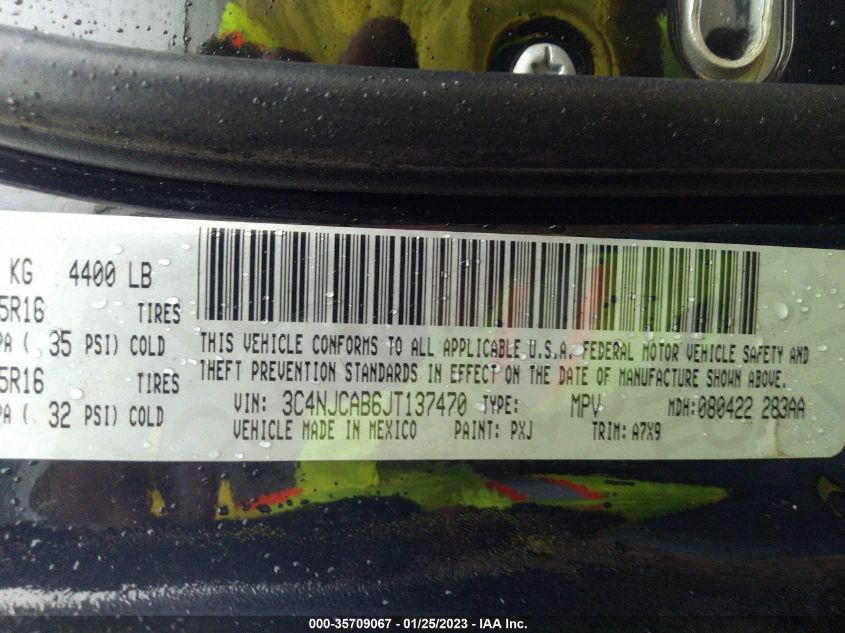 KG 4400 LB
5R16 TIRES
PA ( 35 PSI) COLD
5R16 TIRES
PA ( 32 PSI) COLD
THIS VEHICLE CONFORMS TO ALL APPLICABLE U.S.A. FEDERAL MOTOR VEHICLE SAFETY AND
THEFT PREVENTION STANDARDS IN EFFECT ON THE DATE OF MANUFACTURE SHOWN ABOVE.
VIN: 3C4NJCAB6JT137470 TYPE: MPV MDH: 080422 283AA
VEHICLE MADE IN MEXICO PAINT: PXJ TRIM: A7X9
000-35709067 / 01/25/2023 - IAA Inc.